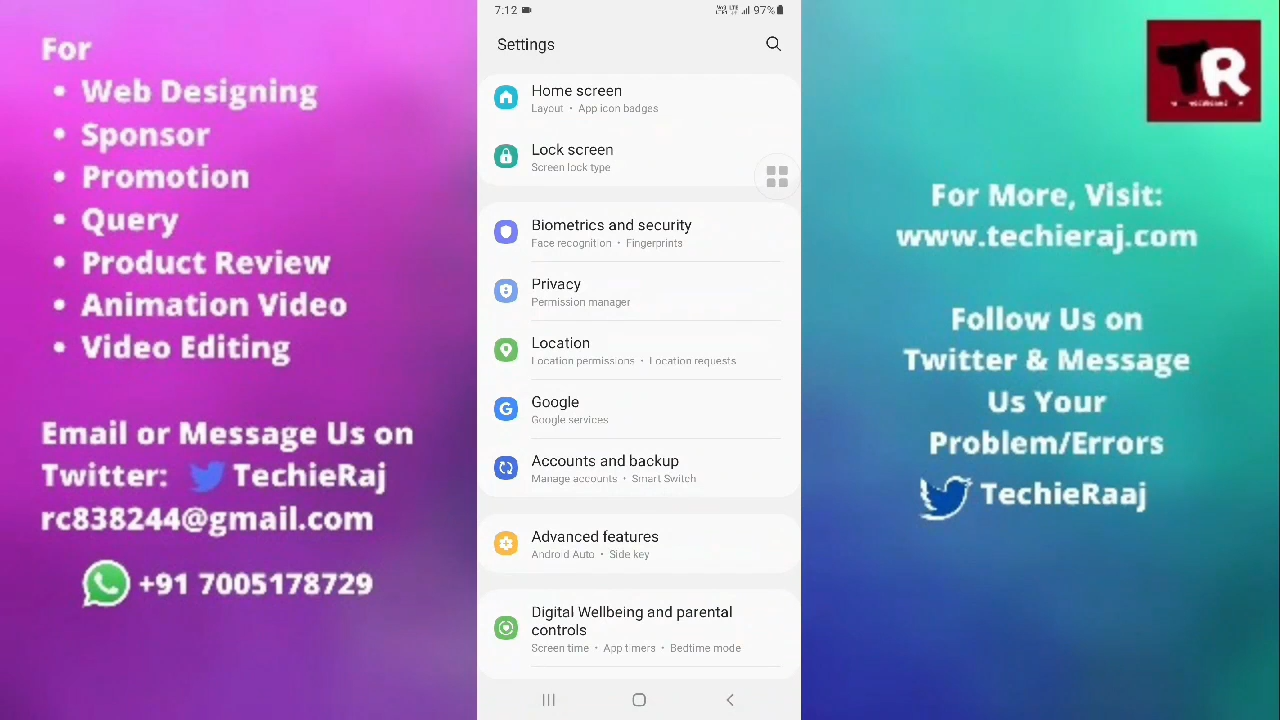 For
• Web Designing
• Sponsor
• Promotion
• Query
• Product Review
• Animation Video
• Video Editing
Email or Message Us on
Twitter: TechieRaj
rc838244@gmail.com
+91 7005178729
7:12
97%
Settings
Home screen
Layout • App icon badges
Lock screen
Screen lock type
Biometrics and security
Face recognition • Fingerprints
Privacy
Permission manager
Location
Location permissions • Location requests
Google
Google services
Accounts and backup
Manage accounts • Smart Switch
Advanced features
Android Auto • Side key
Digital Wellbeing and parental
controls
Screen time • App timers • Bedtime mode
TR
For More, Visit:
www.techieraj.com
Follow Us on
Twitter & Message
Us Your
Problem/Errors
TechieRaaj